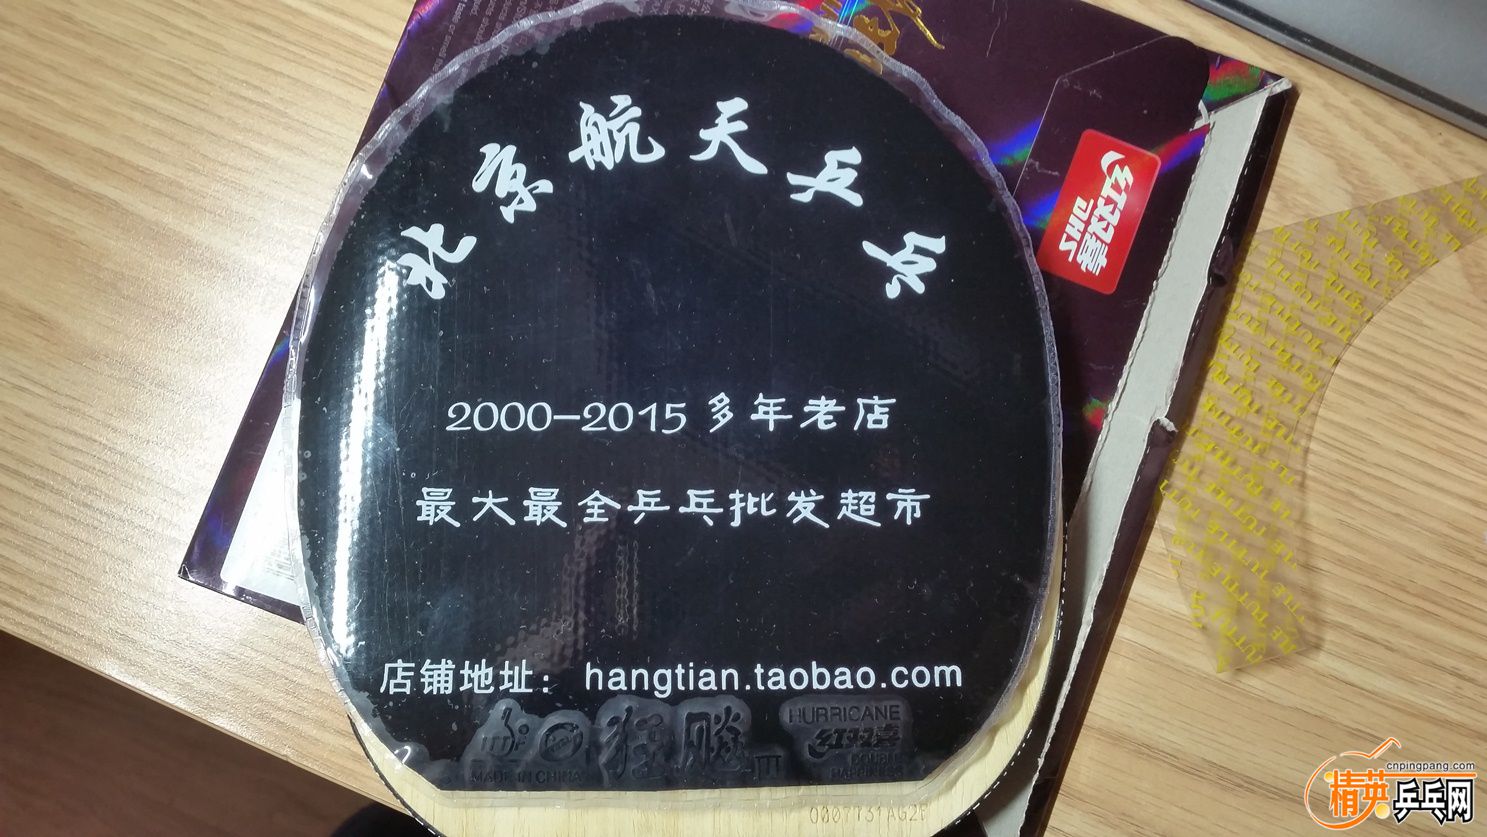 北京航天乒乓
2000-2015 多年老店
最大最全乒乓批发超市
店铺地址：hangtian.taobao.com
ITTF
狂飚 III
MADE IN CHINA
HURRICANE
红双喜
DOUBLE
HAPPINESS
红双喜
DHS
cnpingpang.com
精英乒乓网